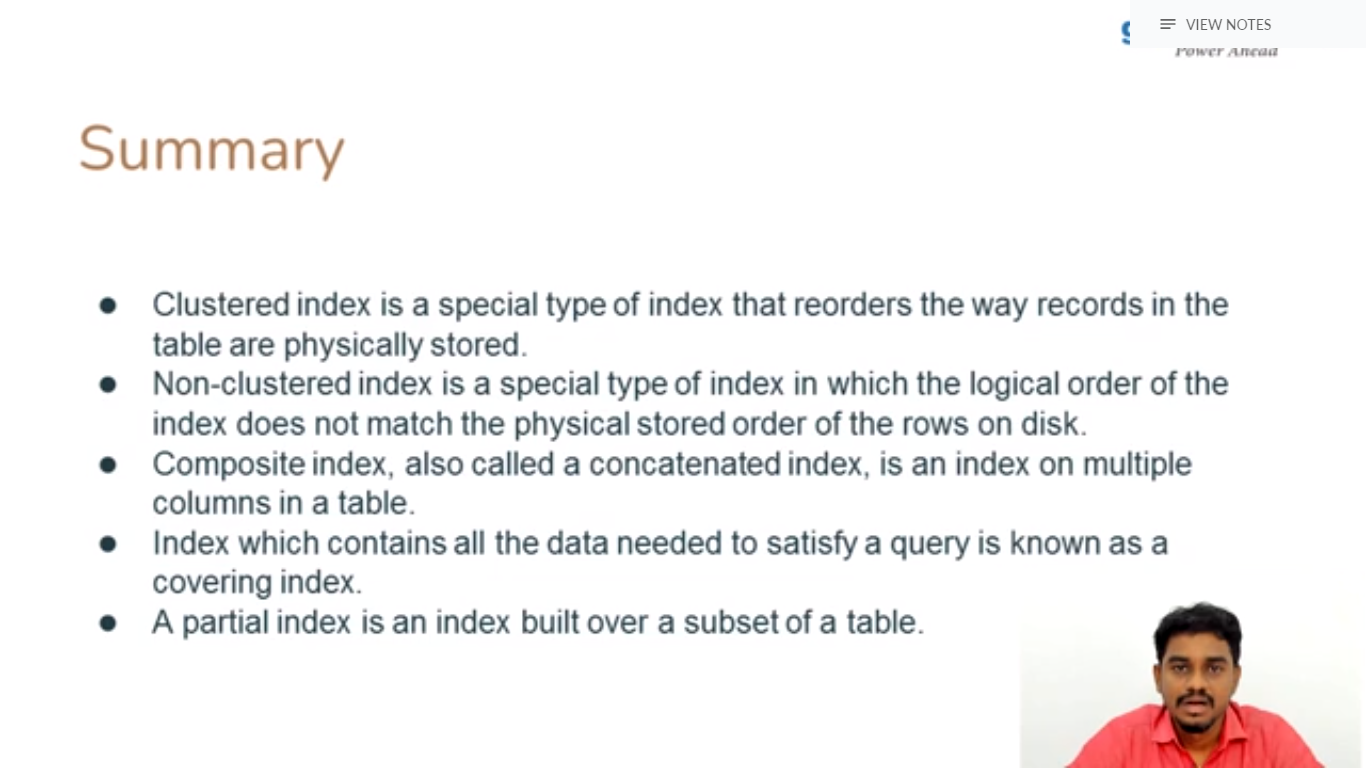 VIEW NOTES
Power Ahead
Summary
● Clustered index is a special type of index that reorders the way records in the
table are physically stored.
● Non-clustered index is a special type of index in which the logical order of the
index does not match the physical stored order of the rows on disk.
● Composite index, also called a concatenated index, is an index on multiple
columns in a table.
● Index which contains all the data needed to satisfy a query is known as a
covering index.
● A partial index is an index built over a subset of a table.